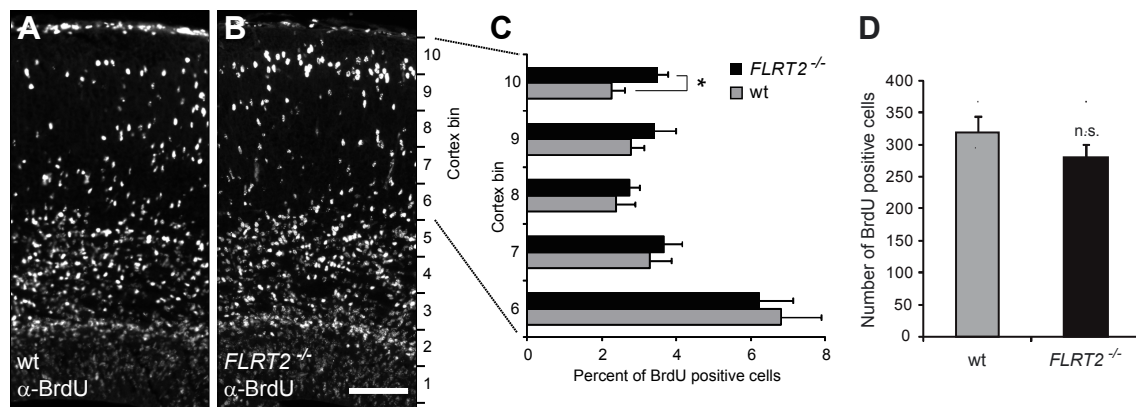 A
wt
α-BrdU
B
FLRT2 -/-
α-BrdU
10
9
8
7
6
5
4
3
2
1
Cortex bin
C
FLRT2 -/-
wt
*
10
9
8
7
6
Cortex bin
0
2
4
6
8
Percent of BrdU positive cells
D
400
350
300
250
200
150
100
50
0
Number of BrdU positive cells
n.s.
wt
FLRT2 -/-